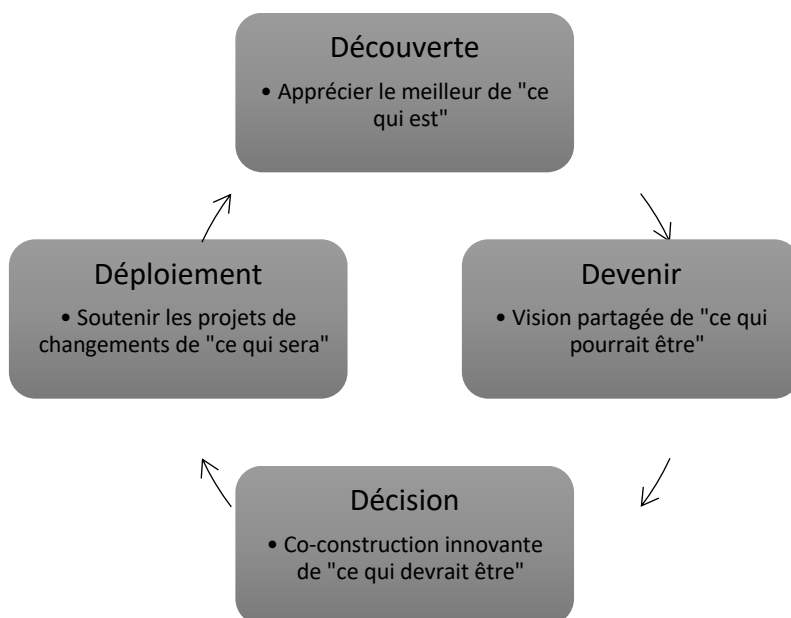 Découverte
• Apprécier le meilleur de "ce
qui est"
Déploiement
• Soutenir les projets de
changements de "ce qui sera"
Devenir
• Vision partagée de "ce qui
pourrait être"
Décision
• Co-construction innovante
de "ce qui devrait être"